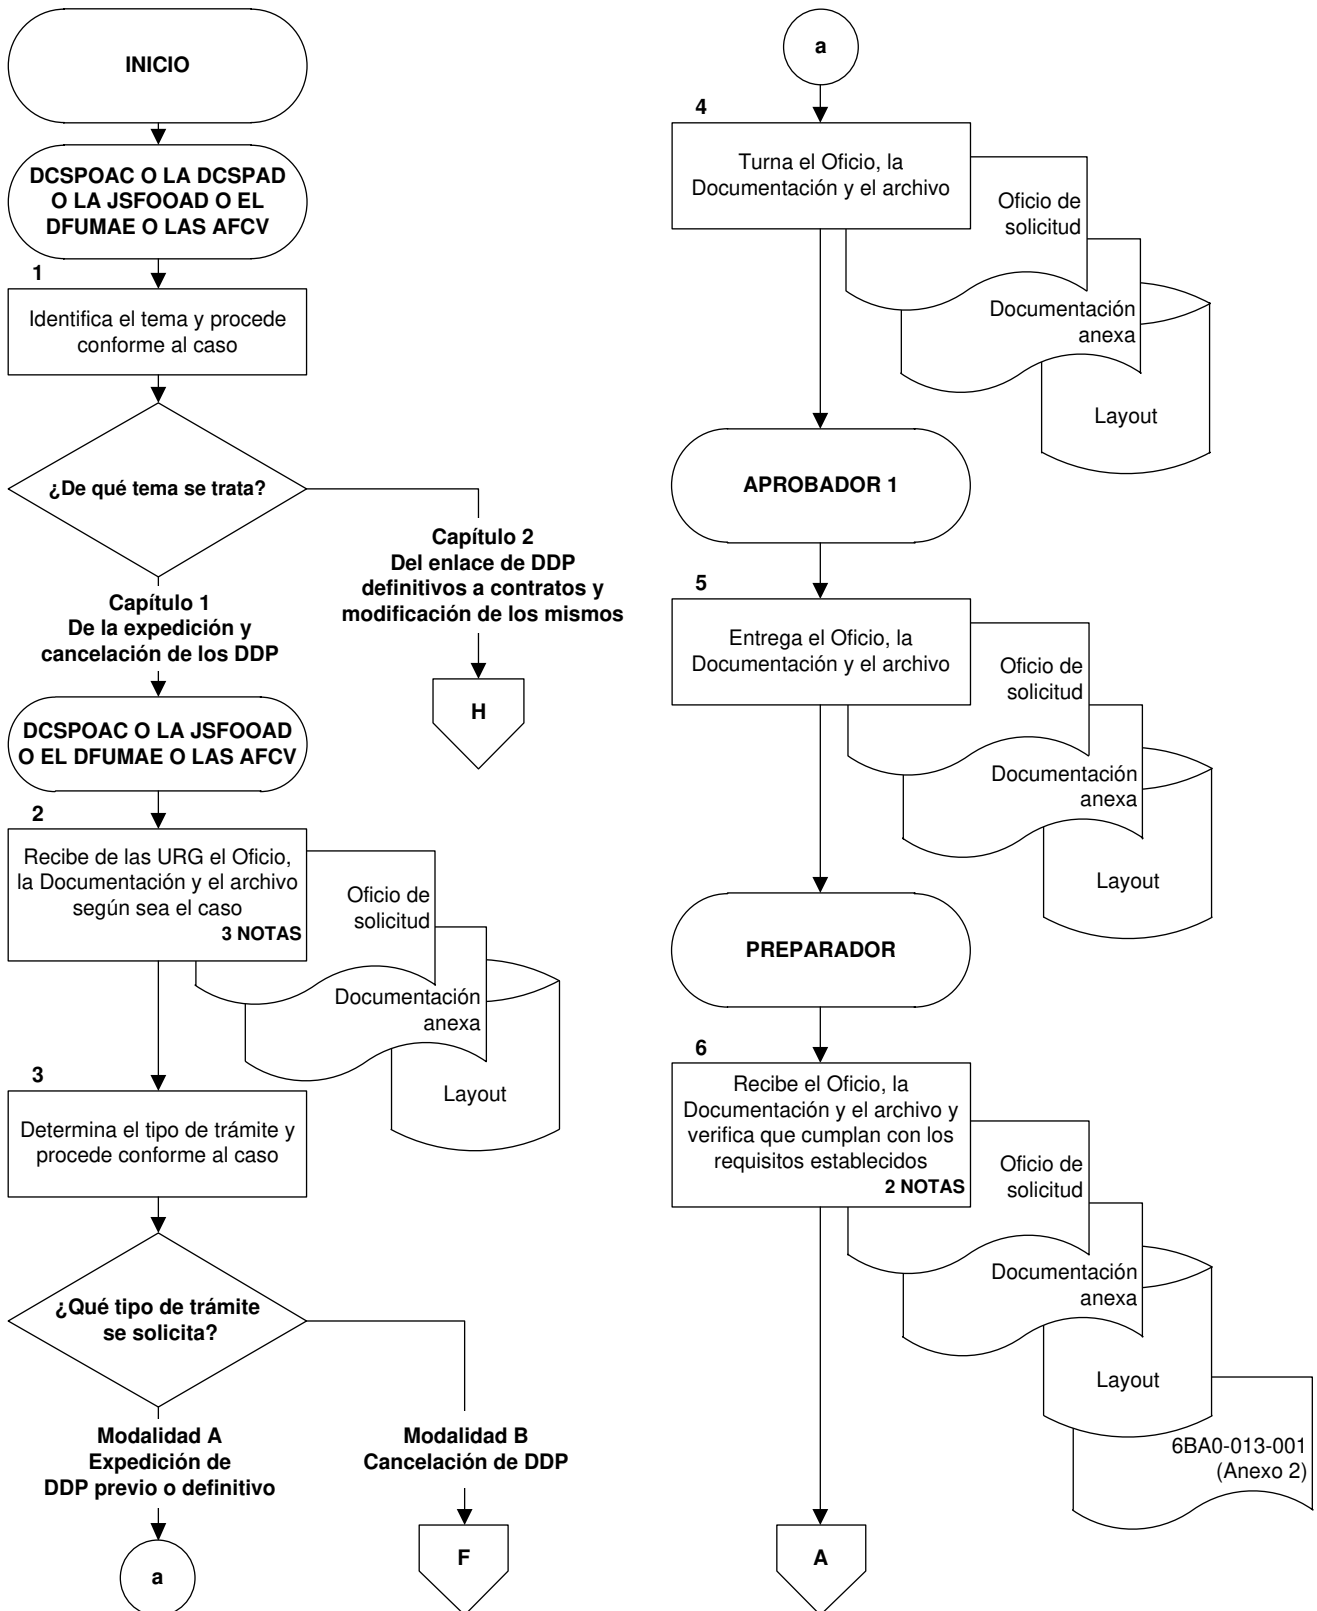 INICIO
DCSPOAC O LA DCSPAD
O LA JSFOOAD O EL
DFUMAE O LAS AFCV
1
Identifica el tema y procede
conforme al caso
¿De qué tema se trata?
Capítulo 1
De la expedición y
cancelación de los DDP
Capítulo 2
Del enlace de DDP
definitivos a contratos y
modificación de los mismos
H
DCSPOAC O LA JSFOOAD
O EL DFUMAE O LAS AFCV
2
Recibe de las URG el Oficio,
la Documentación y el archivo
según sea el caso
3 NOTAS
Oficio de
solicitud
Documentación
anexa
Layout
3
Determina el tipo de trámite y
procede conforme al caso
¿Qué tipo de trámite
se solicita?
Modalidad A
Expedición de
DDP previo o definitivo
a
Modalidad B
Cancelación de DDP
F
a
4
Turna el Oficio, la
Documentación y el archivo
Oficio de
solicitud
Documentación
anexa
Layout
APROBADOR 1
5
Entrega el Oficio, la
Documentación y el archivo
Oficio de
solicitud
Documentación
anexa
Layout
PREPARADOR
6
Recibe el Oficio, la
Documentación y el archivo y
verifica que cumplan con los
requisitos establecidos
2 NOTAS
Oficio de
solicitud
Documentación
anexa
Layout
6BA0-013-001
(Anexo 2)
A